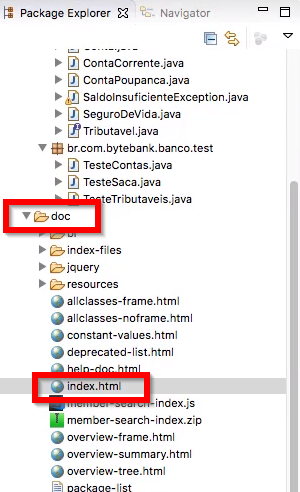 Package Explorer
Navigator
ContaCorrente.java
ContaPoupanca.java
SaldoInsuficienteException.java
SeguroDeVida.java
Tributavel.java
br.com.bytebank.banco.test
TesteContas.java
TesteSaca.java
TesteTributaveis.java
doc
index-files
jquery
resources
allclasses-frame.html
allclasses-noframe.html
constant-values.html
deprecated-list.html
help-doc.html
index.html
member-search-index.js
member-search-index.zip
overview-frame.html
overview-summary.html
overview-tree.html
package-list